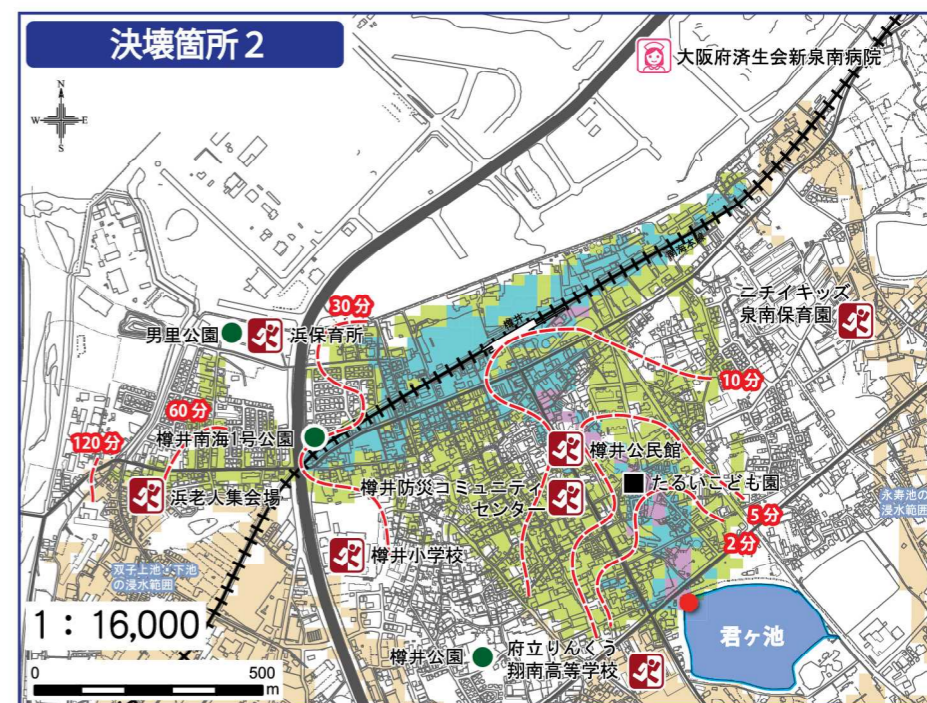 決壊箇所2
大阪府済生会新泉南病院
N
W
E
S
南海本線
ニチイキッズ
泉南保育園
30分
男里公園
浜保育所
樽井
10分
60分
樽井南海1号公園
120分
樽井公民館
浜老人集会場
樽井防災コミュニティ
センター
たるいこども園
永寿池の
浸水範囲
5分
2分
樽井小学校
双子上池・下池
の浸水範囲
1:16,000
君ヶ池
0
500
m
樽井公園
府立りんくう
翔南高等学校